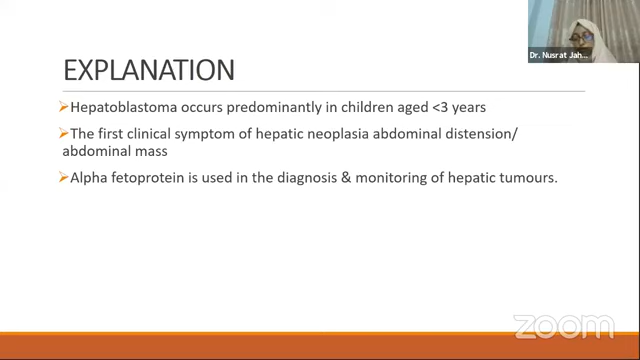 Dr. Nusrat Jah...
EXPLANATION
Hepatoblastoma occurs predominantly in children aged <3 years
The first clinical symptom of hepatic neoplasia abdominal distension/
abdominal mass
Alpha fetoprotein is used in the diagnosis & monitoring of hepatic tumours.
zoom